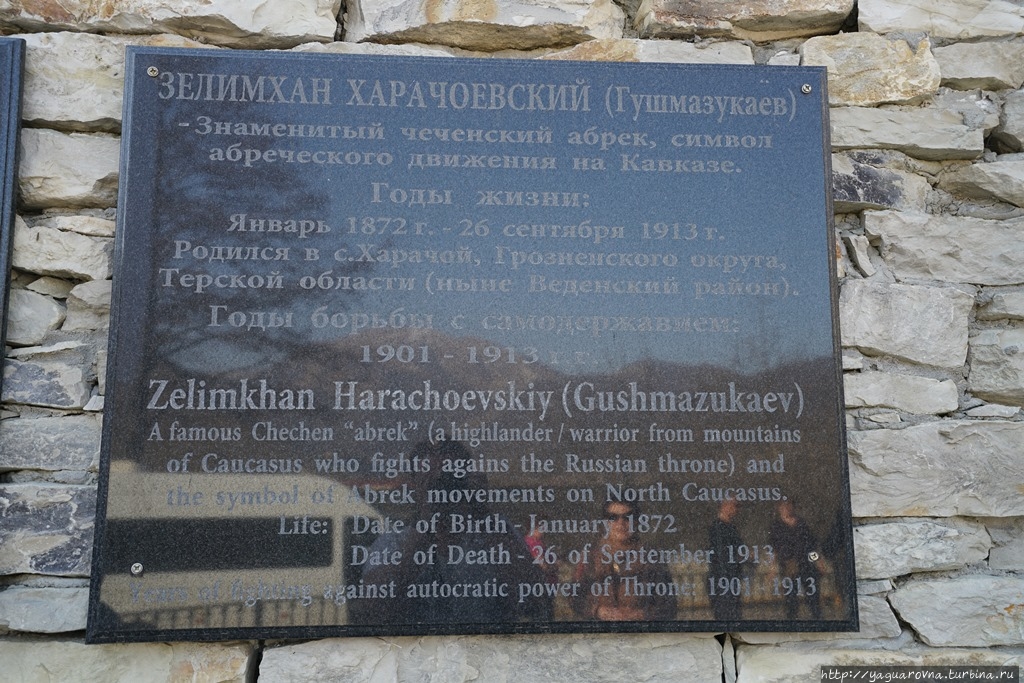 ЗЕЛИМХАН ХАРАЧОЕВСКИЙ (Гушмазукаев)
-Знаменитый чеченский абрек, символ
абреческого движения на Кавказе.
Годы жизни:
Январь 1872 г. - 26 сентября 1913 г.
Родился в с.Харачой, Грозненского округа,
Терской области (ныне Веденский район).
Годы борьбы с самодержавием:
1901 - 1913 г.г.
Zelimkhan Harachoevskiy (Gushmazukaev)
A famous Chechen "abrek" (a highlander / warrior from mountains
of Caucasus who fights agains the Russian throne) and
the symbol of Abrek movements on North Caucasus.
Life: Date of Birth - January 1872
Date of Death - 26 of September 1913
Years of fighting against autocratic power of Throne: 1901 - 1913
http://yaguarovna.turbina.ru